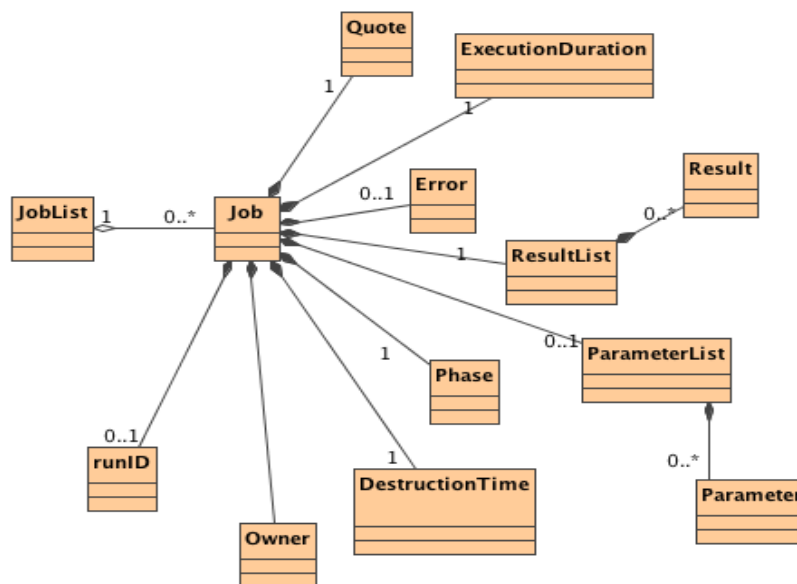 Quote
1
ExecutionDuration
1
Error
0..1
Result
0..*
JobList
1
0..*
Job
ResultList
1
ParameterList
0..1
Phase
1
0..1
runID
1
DestructionTime
0..*
Parameter
Owner